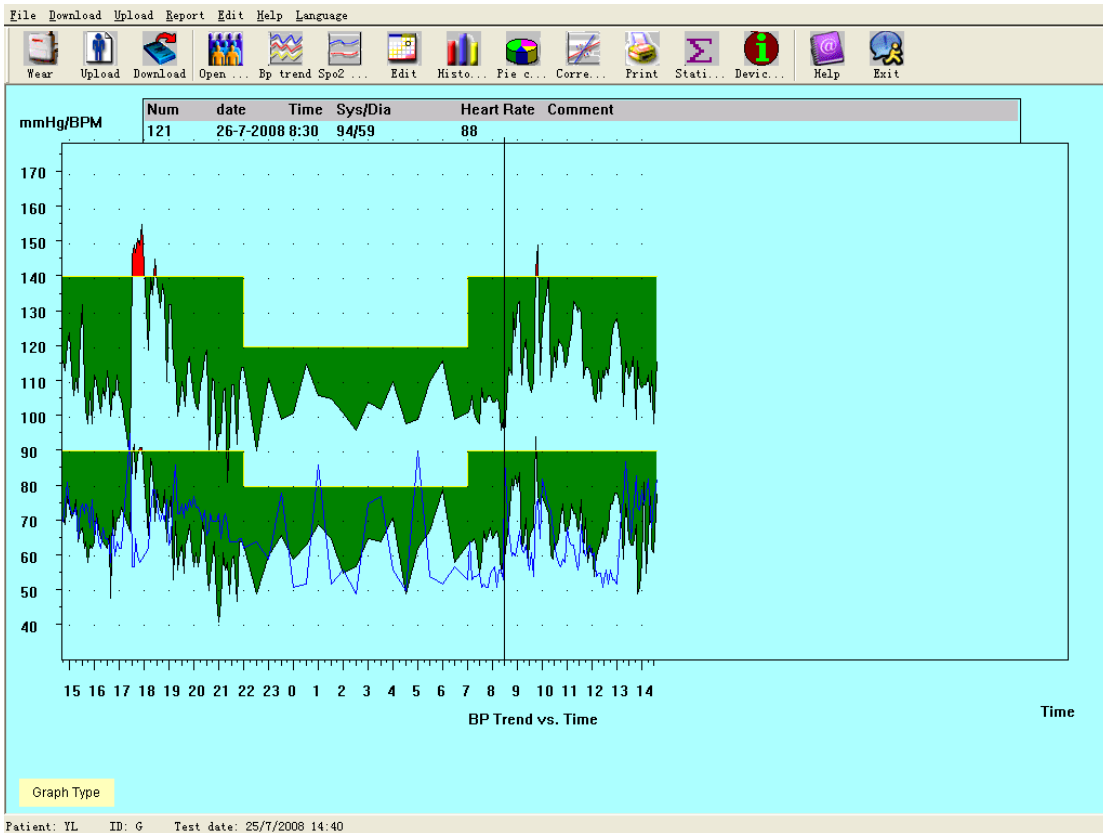 File Download Upload Report Edit Help Language
Wear Upload Download Open ... Bp trend Spo2 ... Edit Histo... Pie c... Corre... Print Stati... Devic... Help Exit
mmHg/BPM
Num date Time Sys/Dia Heart Rate Comment
121 26-7-2008 8:30 94/59 88
170
160
150
140
130
120
110
100
90
80
70
60
50
40
15 16 17 18 19 20 21 22 23 0 1 2 3 4 5 6 7 8 9 10 11 12 13 14
BP Trend vs. Time
Time
Graph Type
Patient: YL ID: G Test date: 25/7/2008 14:40